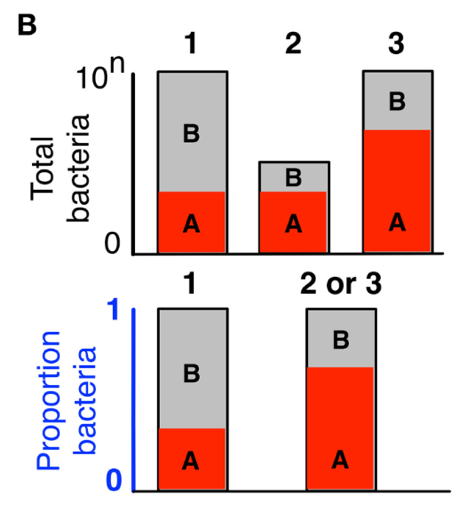 B
1 2 3
10n
Total
bacteria
0
B
A
B
A
B
A
1 2 or 3
1
Proportion
bacteria
0
B
A
B
A